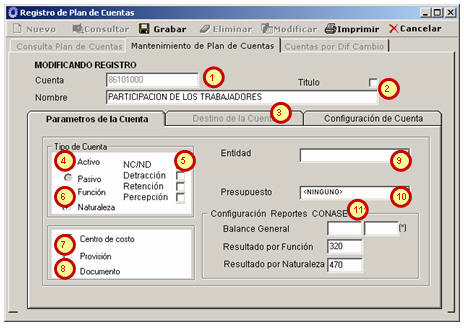 Registro de Plan de Cuentas
Nuevo Consultar Grabar Eliminar Modificar Imprimir Cancelar
Consulta Plan de Cuentas Mantenimiento de Plan de Cuentas Cuentas por Dif Cambio
MODIFICANDO REGISTRO
Cuenta 86101000 1 Titulo 2
Nombre PARTICIPACION DE LOS TRABAJADORES
Parametros de la Cuenta Destino de la Cuenta 3 Configuración de Cuenta
Tipo de Cuenta
4 Activo NC/ND 5 Entidad 9
Pasivo Detracción
6 Función Retención Presupuesto <NINGUNO> 10
Naturaleza Percepción
Configuración Reportes CONASE 11
Balance General (*)
7 Centro de costo Resultado por Función 320
Provisión Resultado por Naturaleza 470
8 Documento